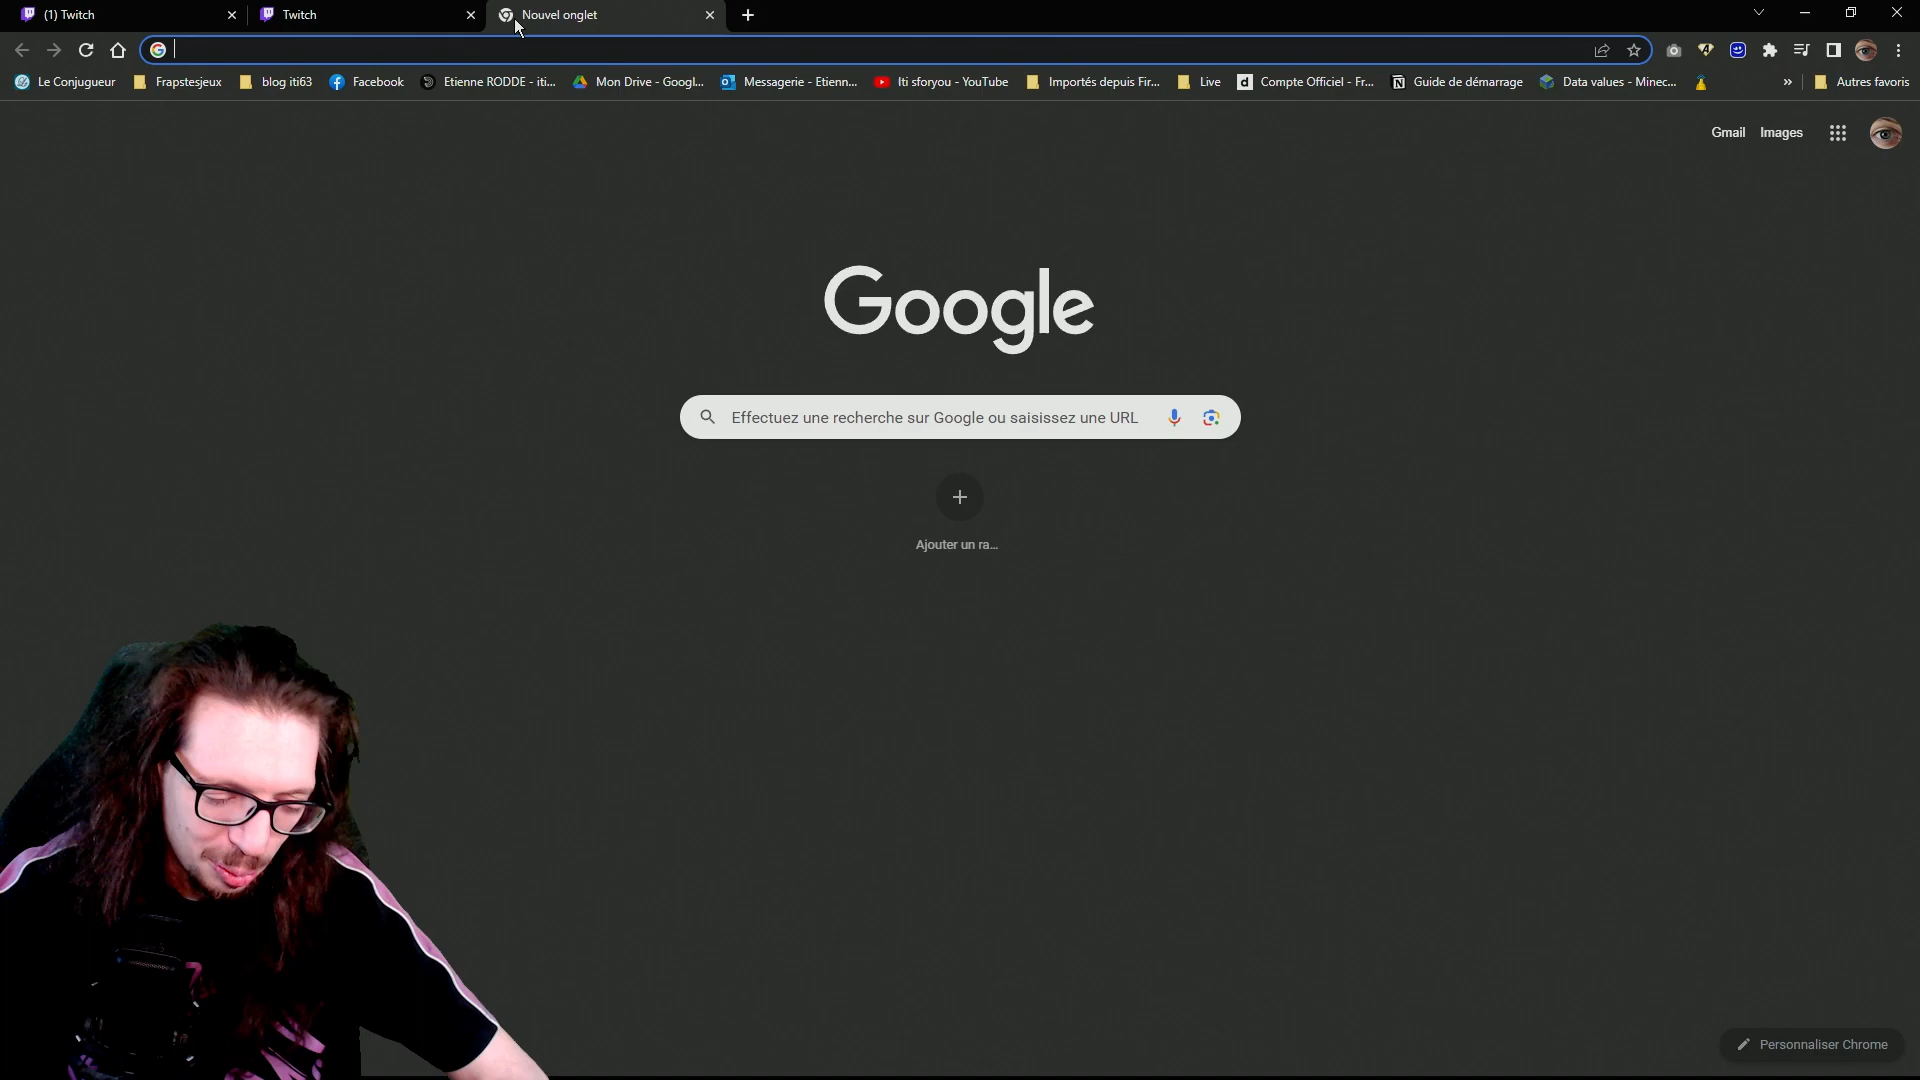 (1) Twitch
Twitch
Nouvel onglet
Le Conjugueur
Frapstesjeux
blog iti63
Facebook
Etienne RODDE - iti...
Mon Drive - Googl...
Messagerie - Etienn...
Iti sforyou - YouTube
Importés depuis Fir...
Live
Compte Officiel - Fr...
Guide de démarrage
Data values - Minec...
»
Autres favoris
Gmail
Images
Google
Effectuez une recherche sur Google ou saisissez une URL
Ajouter un ra...
Personnaliser Chrome